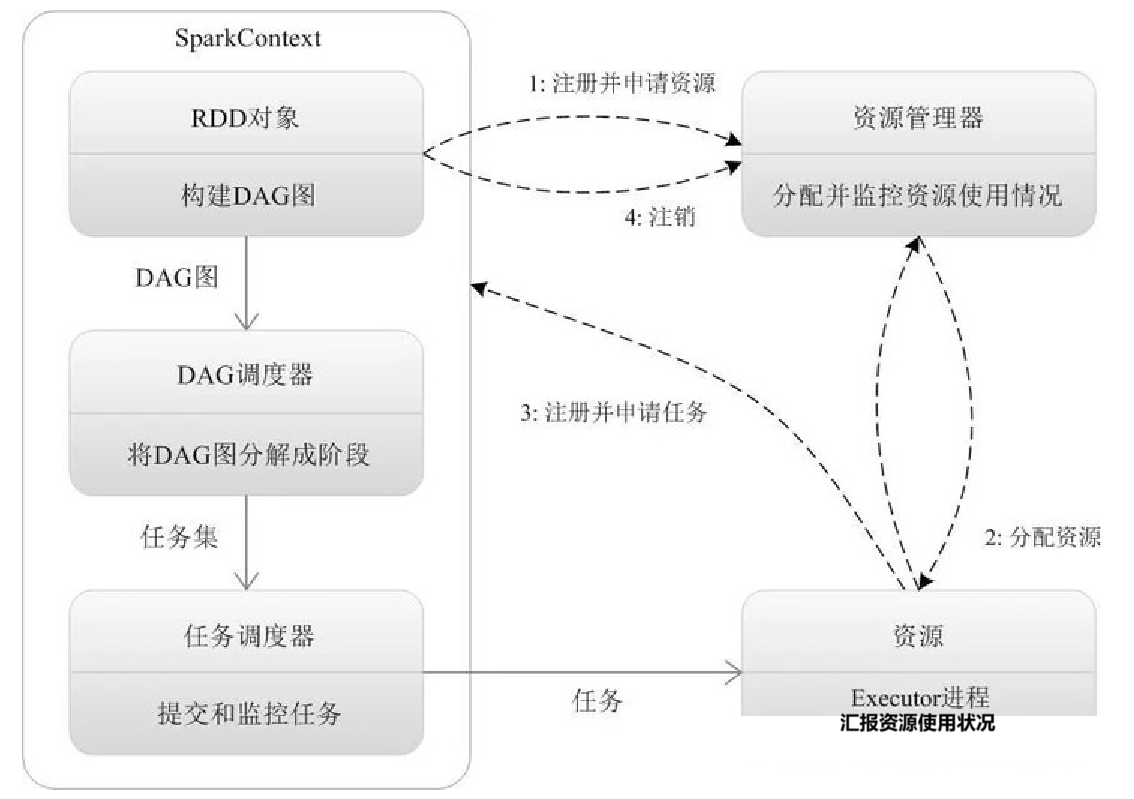 SparkContext
RDD对象
构建DAG图
DAG图
DAG调度器
将DAG图分解成阶段
任务集
任务调度器
提交和监控任务
1: 注册并申请资源
4: 注销
资源管理器
分配并监控资源使用情况
3: 注册并申请任务
2: 分配资源
任务
资源
Executor进程
汇报资源使用状况